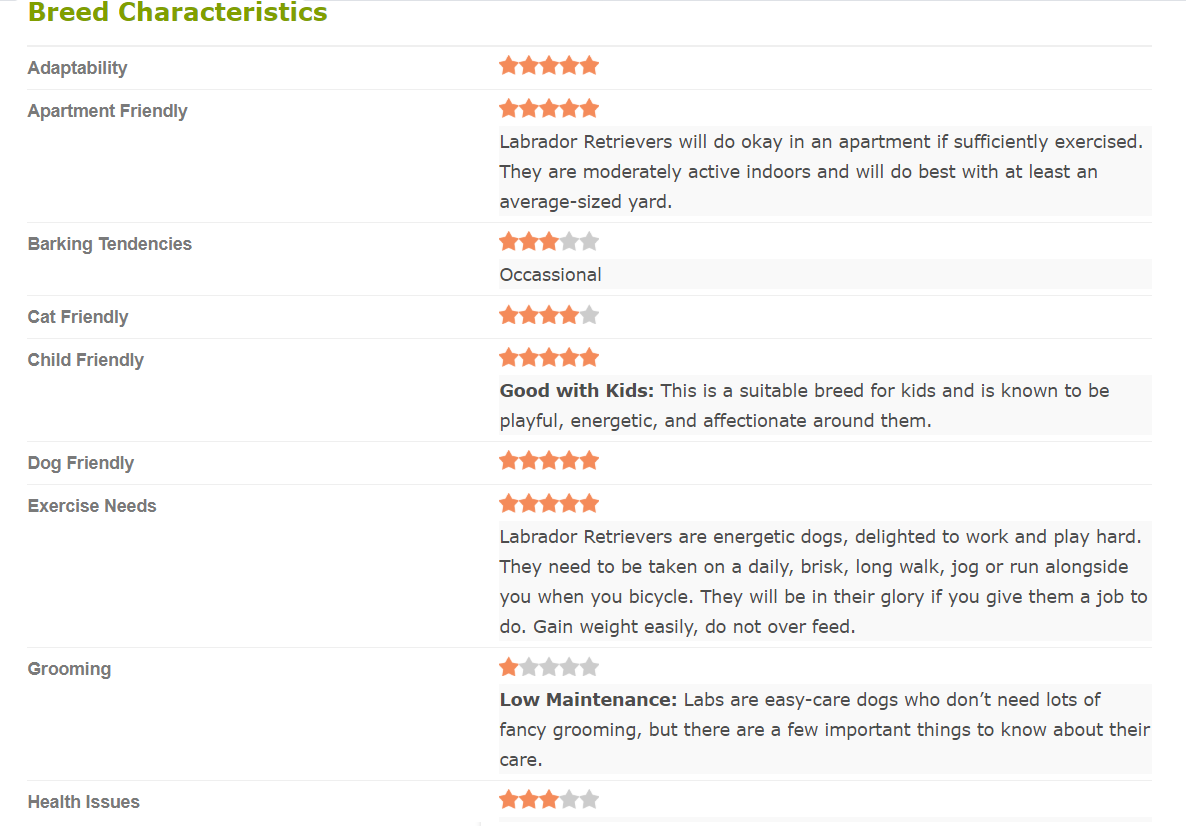 Breed Characteristics
Adaptability
Apartment Friendly
Labrador Retrievers will do okay in an apartment if sufficiently exercised.
They are moderately active indoors and will do best with at least an
average-sized yard.
Barking Tendencies
Occassional
Cat Friendly
Child Friendly
Good with Kids: This is a suitable breed for kids and is known to be
playful, energetic, and affectionate around them.
Dog Friendly
Exercise Needs
Labrador Retrievers are energetic dogs, delighted to work and play hard.
They need to be taken on a daily, brisk, long walk, jog or run alongside
you when you bicycle. They will be in their glory if you give them a job to
do. Gain weight easily, do not over feed.
Grooming
Low Maintenance: Labs are easy-care dogs who don’t need lots of
fancy grooming, but there are a few important things to know about their
care.
Health Issues